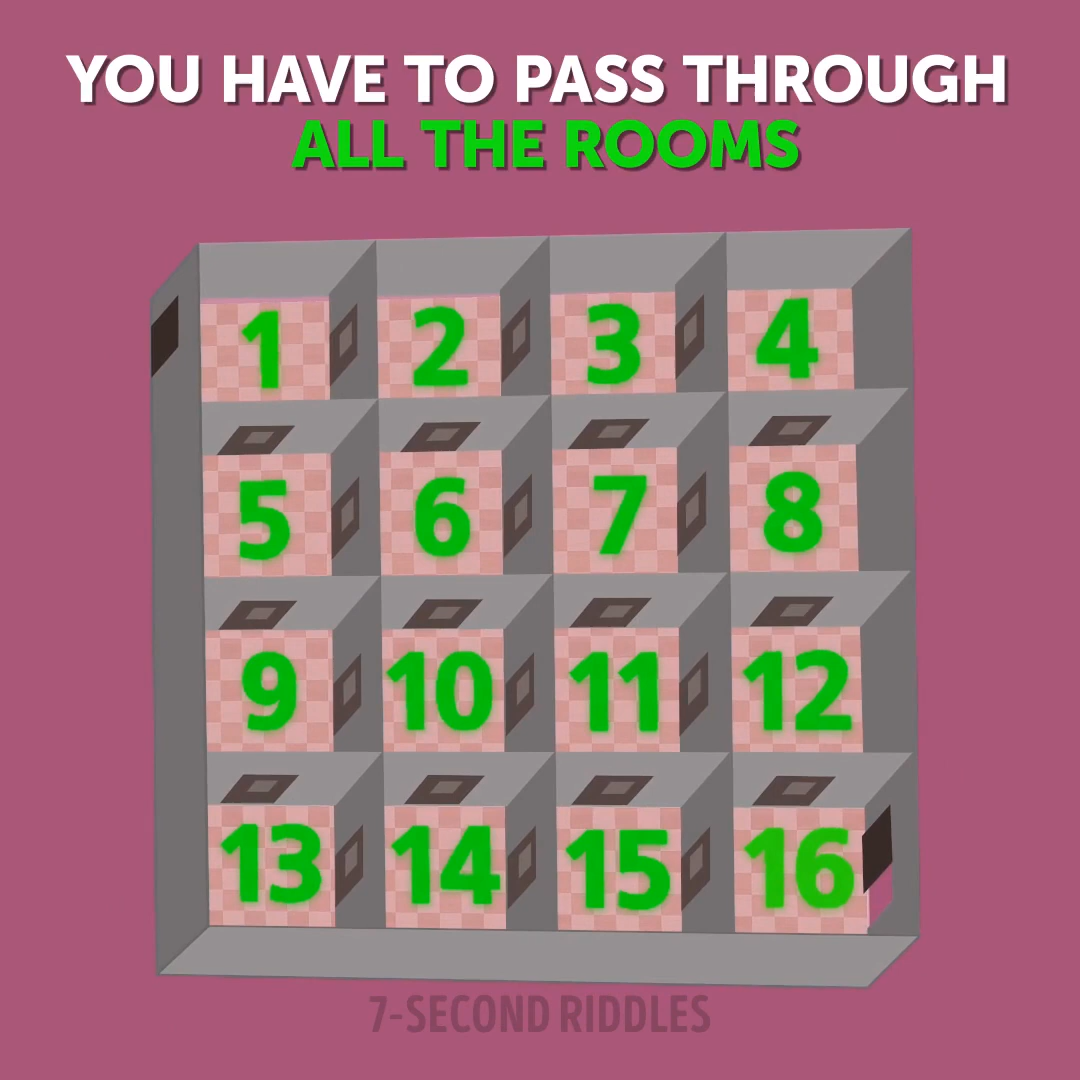 YOU HAVE TO PASS THROUGH
ALL THE ROOMS
1 2 3 4
5 6 7 8
9 10 11 12
13 14 15 16
7-SECOND RIDDLES